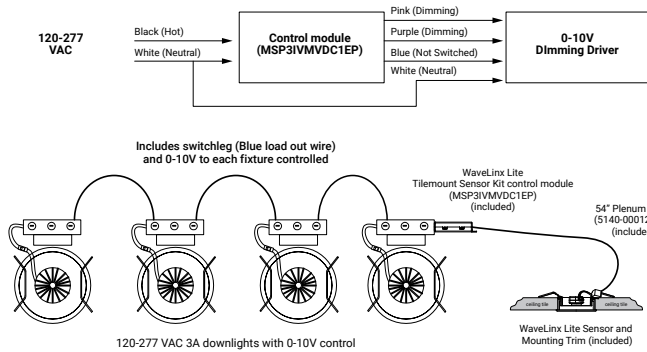 120-277
VAC
Black (Hot)
White (Neutral)
Control module
(MSP3IVMVDC1EP)
Pink (Dimming)
Purple (Dimming)
Blue (Not Switched)
White (Neutral)
0-10V
DImming Driver
Includes switchleg (Blue load out wire)
and 0-10V to each fixture controlled
WaveLinx Lite
Tilemount Sensor Kit control module
(MSP3IVMVDC1EP)
(included)
54" Plenum
(5140-00012
(include
ceiling tile
ceiling tile
WaveLinx Lite Sensor and
Mounting Trim (included)
120-277 VAC 3A downlights with 0-10V control